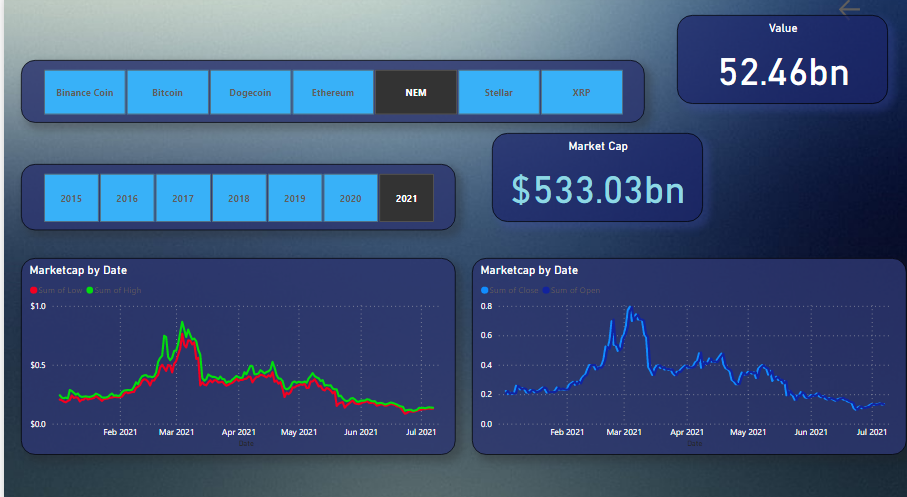 Value
52.46bn
Binance Coin Bitcoin Dogecoin Ethereum NEM Stellar XRP
Market Cap
$533.03bn
2015 2016 2017 2018 2019 2020 2021
Marketcap by Date
Sum of Low Sum of High
$1.0
$0.5
$0.0
Feb 2021 Mar 2021 Apr 2021 May 2021 Jun 2021 Jul 2021
Date
Marketcap by Date
Sum of Close Sum of Open
0.8
0.6
0.4
0.2
0.0
Feb 2021 Mar 2021 Apr 2021 May 2021 Jun 2021 Jul 2021
Date